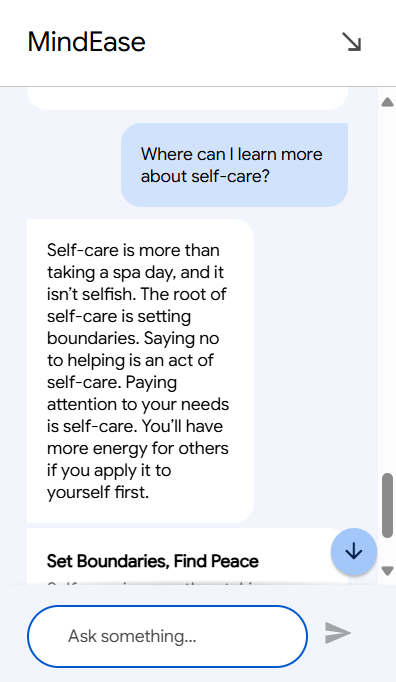 MindEase
Where can I learn more
about self-care?
Self-care is more than
taking a spa day, and it
isn’t selfish. The root of
self-care is setting
boundaries. Saying no
to helping is an act of
self-care. Paying
attention to your needs
is self-care. You’ll have
more energy for others
if you apply it to
yourself first.
Set Boundaries, Find Peace
Ask something...